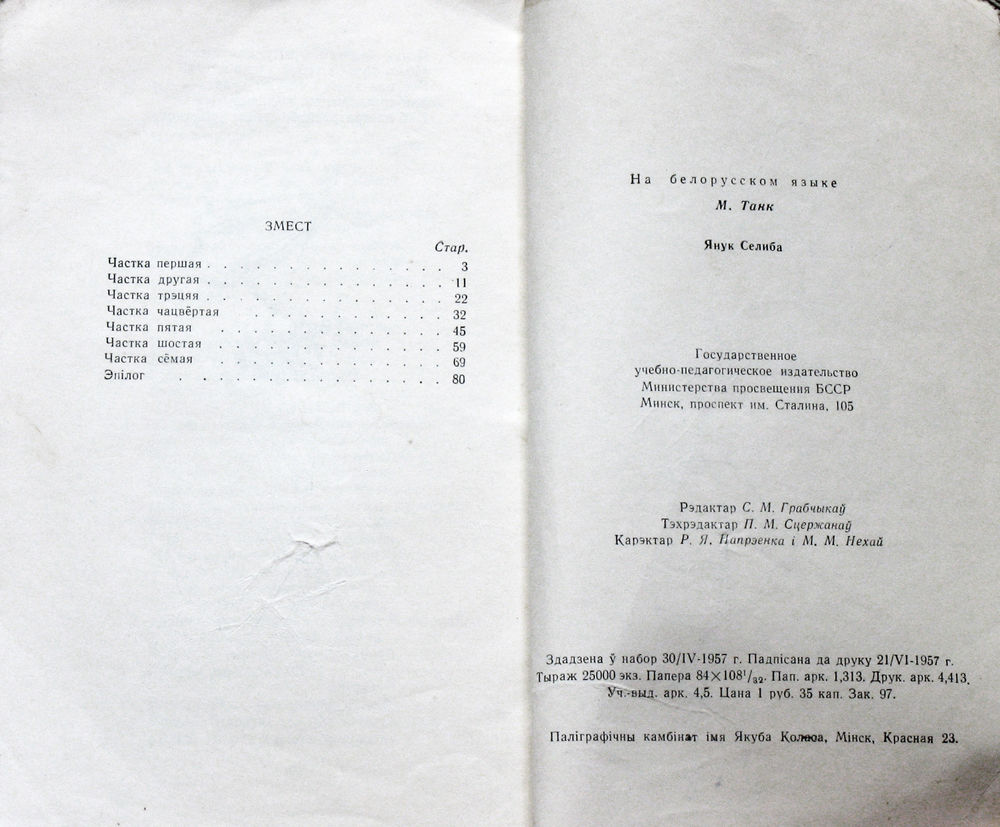 ЗМЕСТ
Стар.
Частка першая . . . . . . . . . . . . . . . 3
Частка другая . . . . . . . . . . . . . . . 11
Частка трэцяя . . . . . . . . . . . . . . . 22
Частка чацвёртая . . . . . . . . . . . . 32
Частка пятая . . . . . . . . . . . . . . 45
Частка шостая . . . . . . . . . . . . . . 59
Частка сёмая . . . . . . . . . . . . . . 69
Эпілог . . . . . . . . . . . . . . . 80
На белорусском языке
М. Танк
Янук Селиба
Государственное
учебно-педагогическое издательство
Министерства просвещения БССР
Минск, проспект им. Сталина, 105
Рэдактар С. М. Грабчыкаў
Тэхрэдактар П. М. Сцержанаў
Карэктар Р. Я. Папрэенка і М. М. Нехай
Здадзена ў набор 30/IV-1957 г. Падпісана да друку 21/VI-1957 г.
Тыраж 25000 экз. Папера 84×108¹/₃₂. Пап. арк. 1,313. Друк. арк. 4,413.
Уч.-выд. арк. 4,5. Цана 1 руб. 35 кап. Зак. 97.
Паліграфічны камбінат імя Якуба Коласа, Мінск, Красная 23.